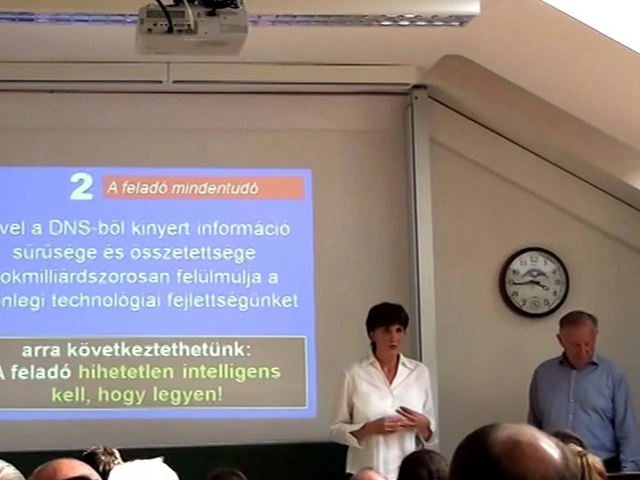 2 A feladó mindentudó
vel a DNS-ből kinyert információ
sűrűsége és összetettsége
okmilliárdszorosan felülmúlja a
nlegi technológiai fejlettségünket
arra következtethetünk:
A feladó hihetetlen intelligens
kell, hogy legyen!